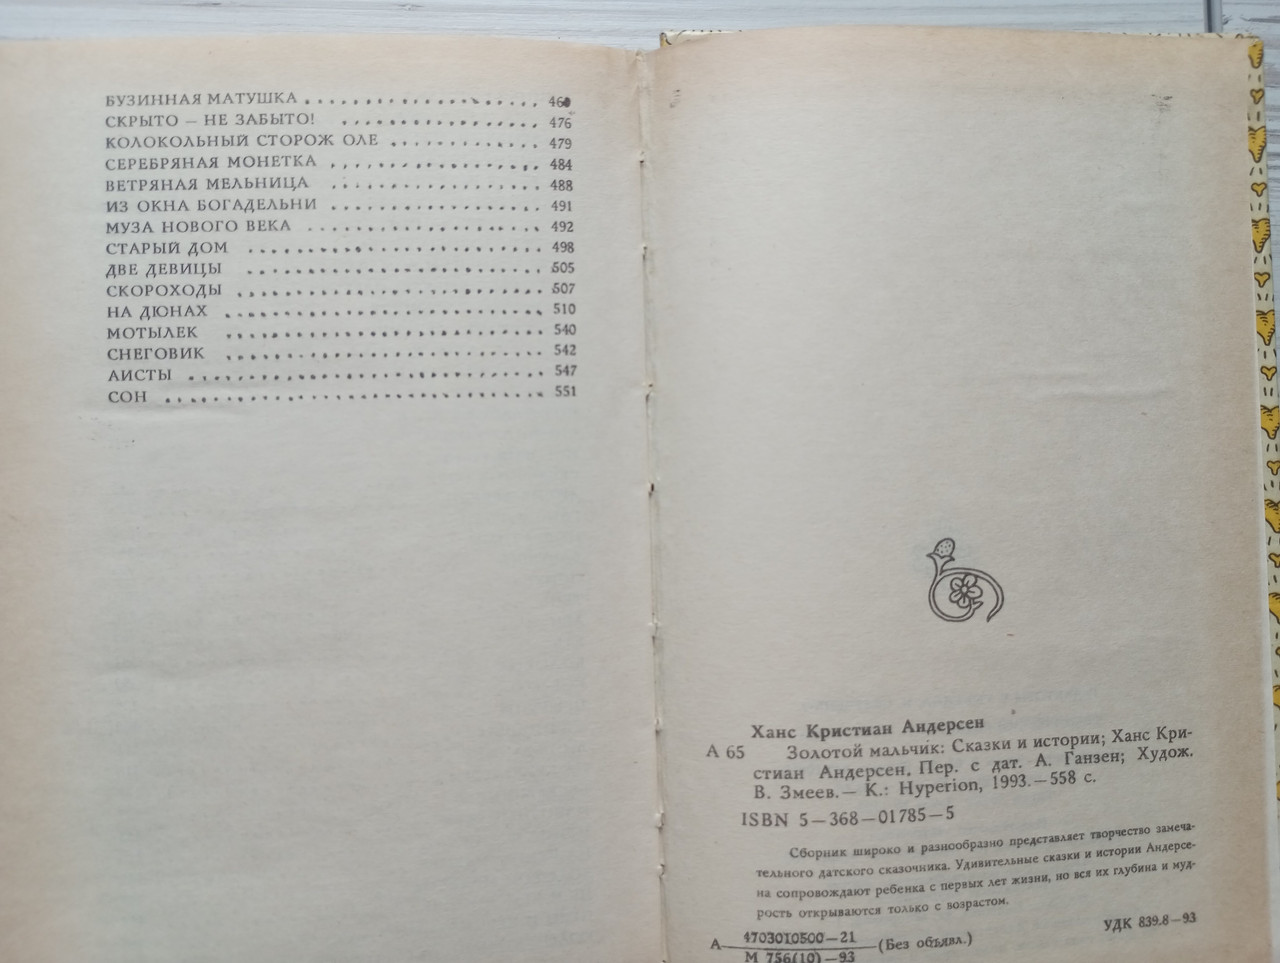 БУЗИННАЯ МАТУШКА . . . . . . . . . . . . . . . . . . . . .
СКРЫТО — НЕ ЗАБЫТО! . . . . . . . . . . . . . . . . . . 476
КОЛОКОЛЬНЫЙ СТОРОЖ ОЛЕ . . . . . . . . . . . . . 479
СЕРЕБРЯНАЯ МОНЕТКА . . . . . . . . . . . . . . . . . . . 484
ВЕТРЯНАЯ МЕЛЬНИЦА . . . . . . . . . . . . . . . . . . . 488
ИЗ ОКНА БОГАДЕЛЬНИ . . . . . . . . . . . . . . . . . . . 491
МУЗА НОВОГО ВЕКА . . . . . . . . . . . . . . . . . . . . . 492
СТАРЫЙ ДОМ . . . . . . . . . . . . . . . . . . . . . . . . . . 498
ДВЕ ДЕВИЦЫ . . . . . . . . . . . . . . . . . . . . . . . . . . 505
СКОРОХОДЫ . . . . . . . . . . . . . . . . . . . . . . . . . . . 507
НА ДЮНАХ . . . . . . . . . . . . . . . . . . . . . . . . . . . . 510
МОТЫЛЕК . . . . . . . . . . . . . . . . . . . . . . . . . . . . 540
СНЕГОВИК . . . . . . . . . . . . . . . . . . . . . . . . . . . . 542
АИСТЫ . . . . . . . . . . . . . . . . . . . . . . . . . . . . . . . 547
СОН . . . . . . . . . . . . . . . . . . . . . . . . . . . . . . . . . 551
Ханс Кристиан Андерсен
А 65 Золотой мальчик: Сказки и истории; Ханс Кри-
стиан Андерсен. Пер. с дат. А. Ганзен; Худож.
В. Змеев.— К.: Hyperion, 1993.—558 с.
ISBN 5—368—01785—5
Сборник широко и разнообразно представляет творчество замеча-
тельного датского сказочника. Удивительные сказки и истории Андерсе-
на сопровождают ребенка с первых лет жизни, но вся их глубина и муд-
рость открываются только с возрастом.
А 4703010500—21 (Без объявл.) УДК 839.8—93
М 756(10)—93